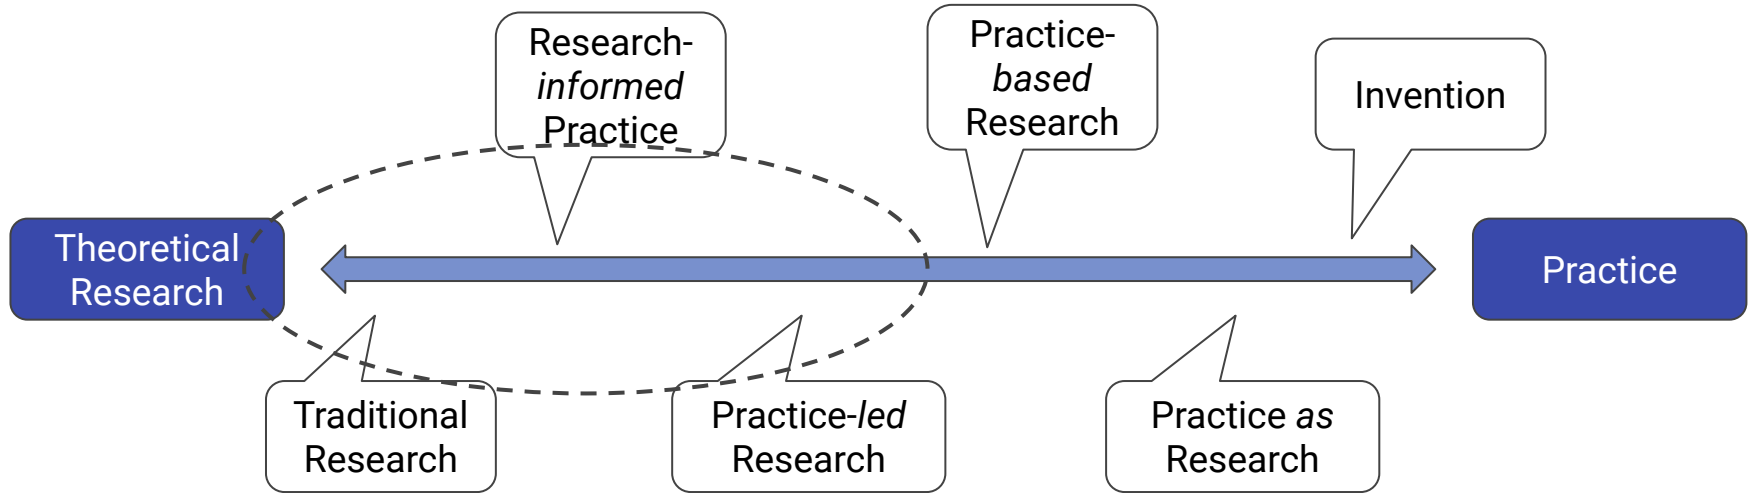 Research-
informed
Practice
Practice-
based
Research
Invention
Theoretical
Research
Practice
Traditional
Research
Practice-led
Research
Practice as
Research